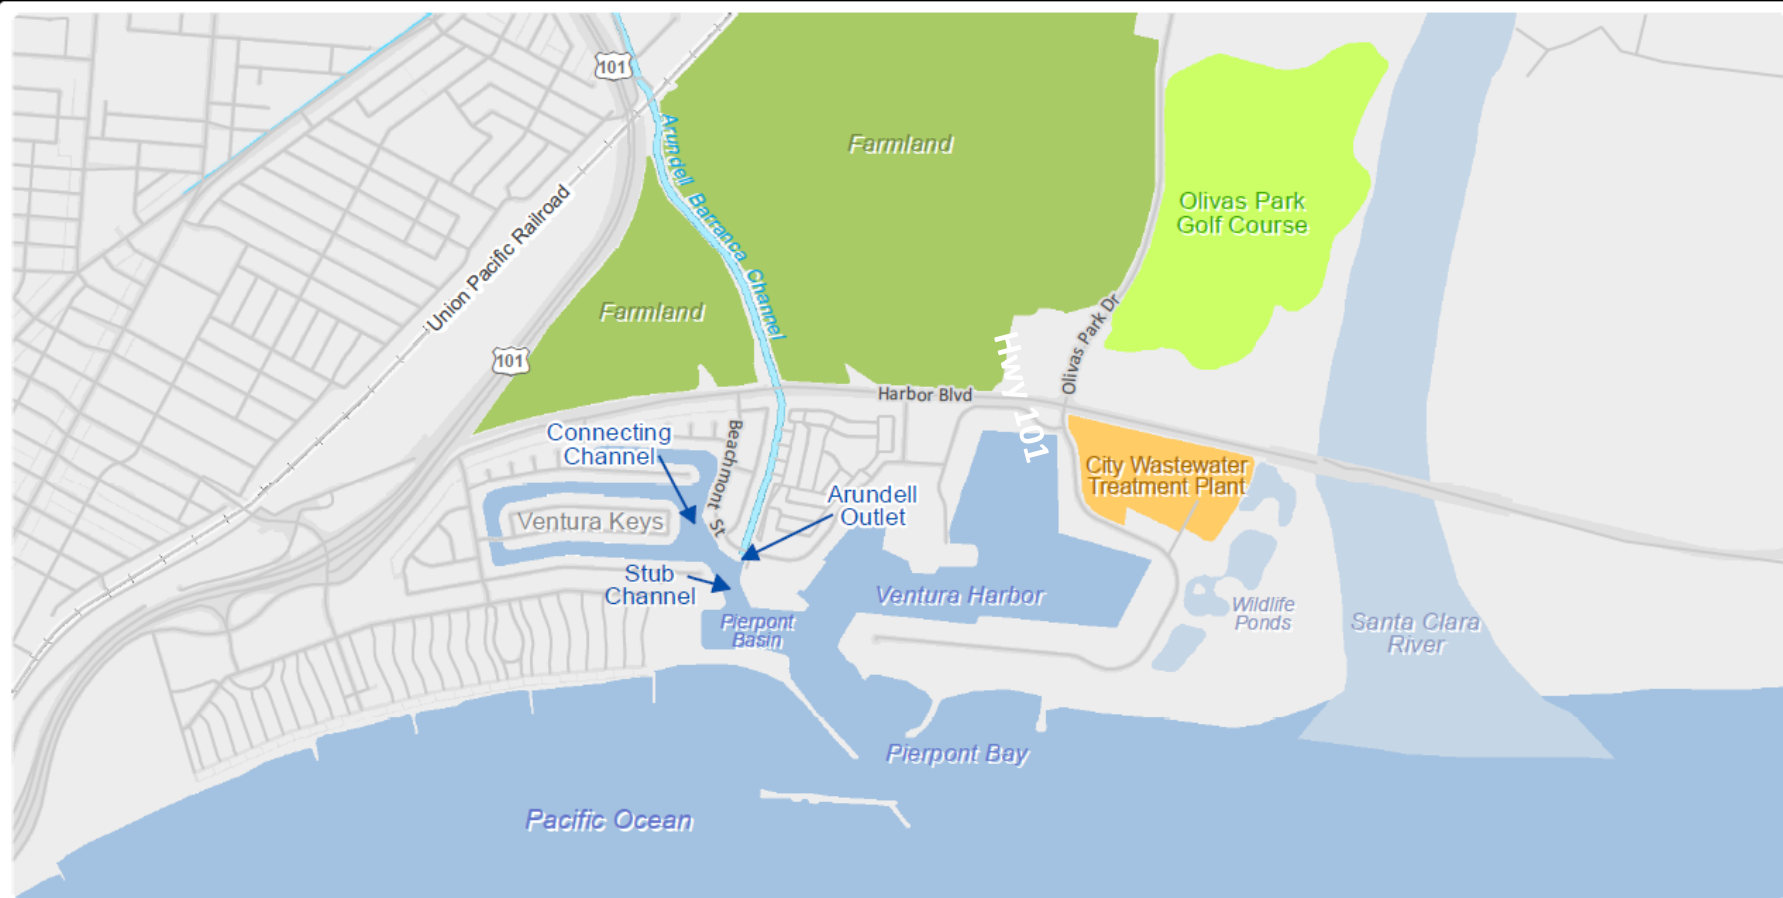 101
Arundell Barranca Channel
Farmland
Olivas Park
Golf Course
Union Pacific Railroad
Farmland
101
Hwy 101
Olivas Park Dr
Harbor Blvd
Connecting
Channel
Beachmont St
City Wastewater
Treatment Plant
Arundell
Outlet
Ventura Keys
Stub
Channel
Ventura Harbor
Pierpont
Basin
Wildlife
Ponds
Santa Clara
River
Pierpont Bay
Pacific Ocean